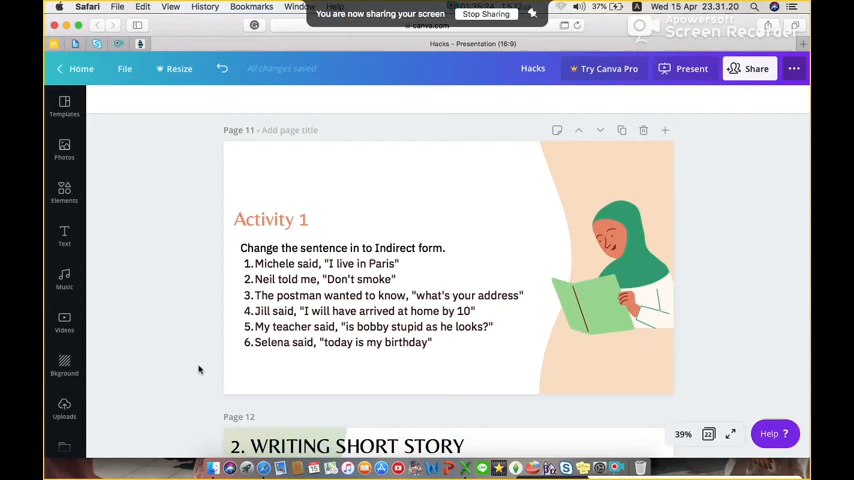 Safari File Edit View History Bookmarks Window
You are now sharing your screen Stop Sharing
37% Wed 15 Apr 23.31.20
canva.com
Apowersoft
Screen Recorder
Hacks - Presentation (16:9)
Home File Resize All changes saved Hacks Try Canva Pro Present Share
Templates
Photos
Elements
Text
Music
Videos
Bkground
Uploads
Page 11 - Add page title
Activity 1
Change the sentence in to Indirect form.
1. Michele said, "I live in Paris"
2. Neil told me, "Don't smoke"
3. The postman wanted to know, "what's your address"
4. Jill said, "I will have arrived at home by 10"
5. My teacher said, "is bobby stupid as he looks?"
6. Selena said, "today is my birthday"
Page 12
2. WRITING SHORT STORY
39% 22 Help ?